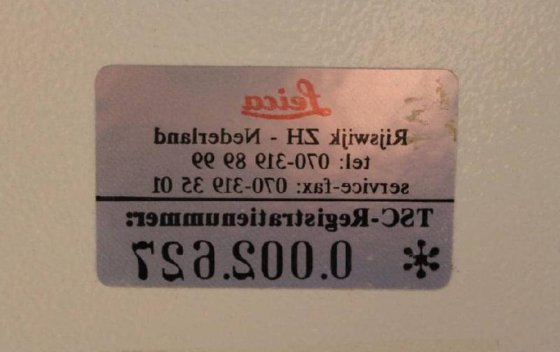 Leica
Rijswijk ZH - Nederland
tel: 070-319 89 99
service-fax: 070-319 35 01
TSC-Registratienummer:
* 0.002.627